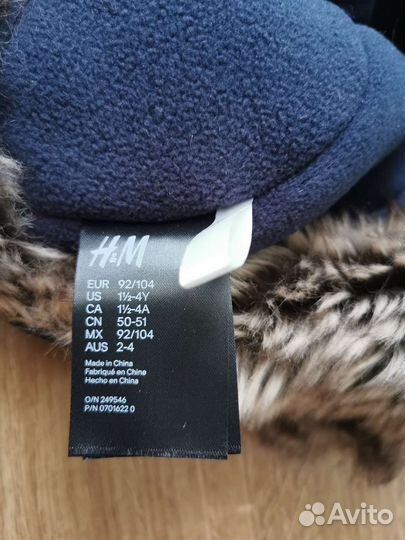 H&M
EUR 92/104
US 1½-4Y
CA 1½-4A
CN 50-51
MX 92/104
AUS 2-4
Made in China
Fabriqué en China
Hecho en China
O/N 249546
P/N 0701622 0
Avito